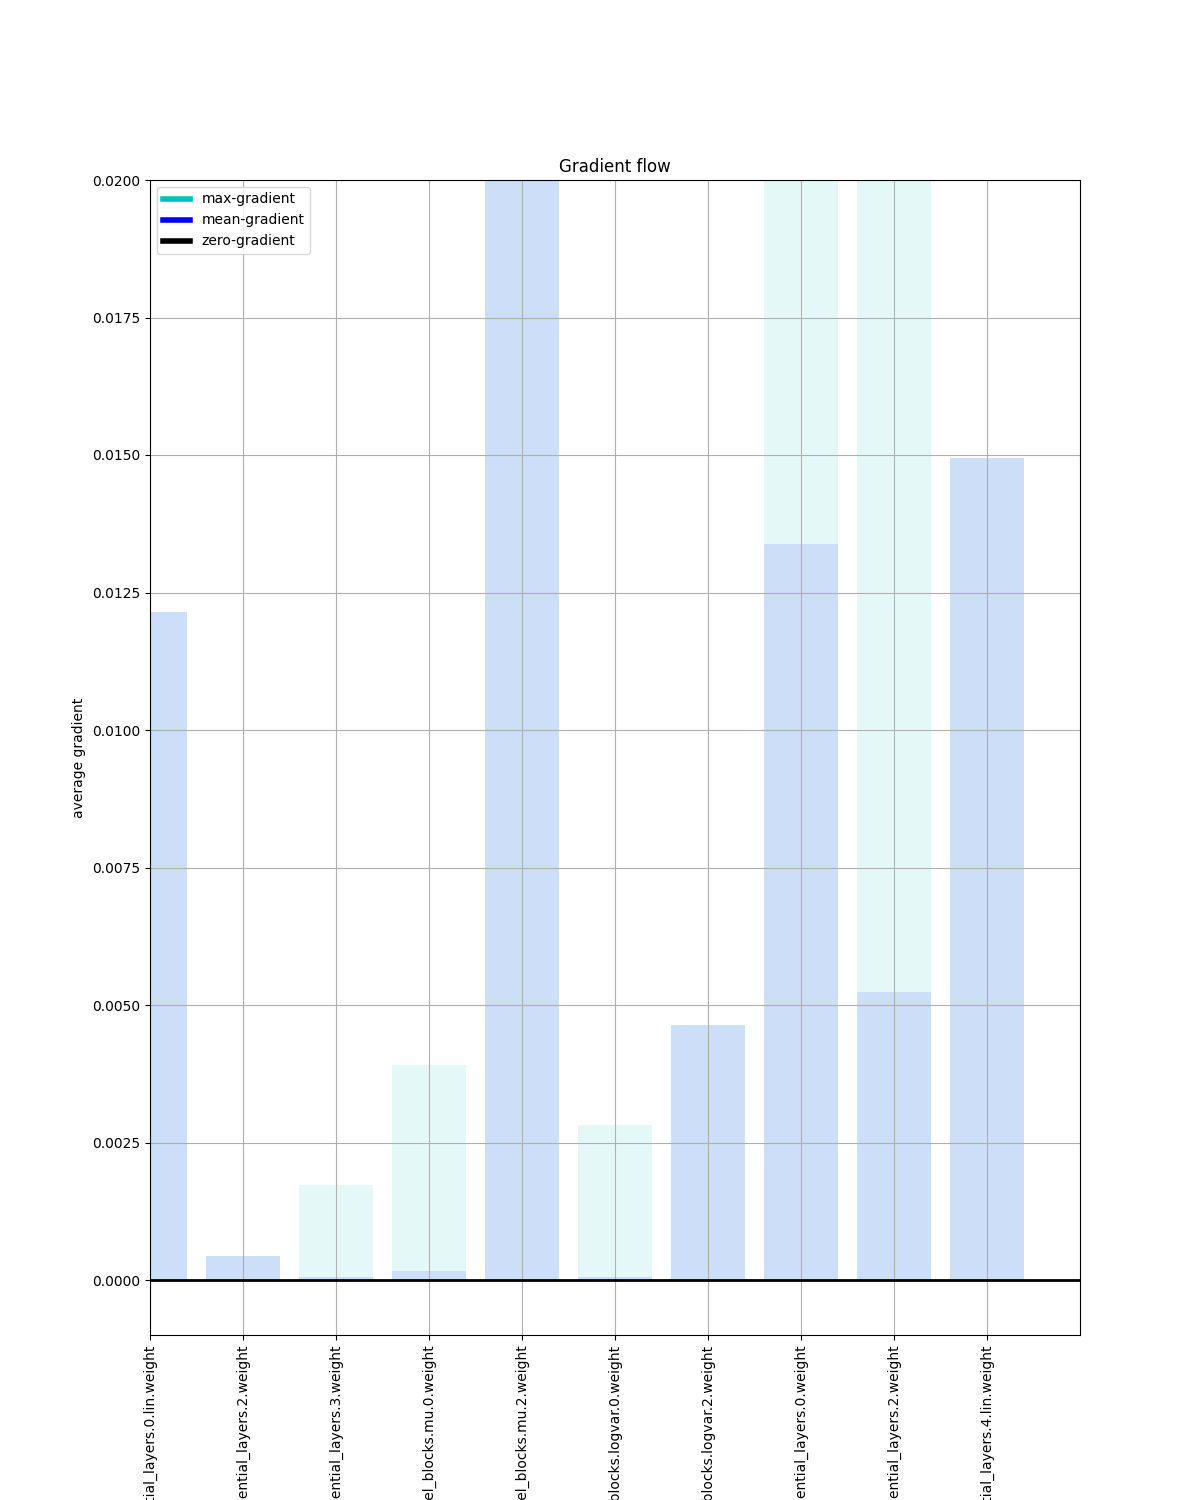 Gradient flow
max-gradient
mean-gradient
zero-gradient
0.0200
0.0175
0.0150
0.0125
0.0100
0.0075
0.0050
0.0025
0.0000
average gradient
tial_layers.0.lin.weight
ential_layers.2.weight
ential_layers.3.weight
el_blocks.mu.0.weight
el_blocks.mu.2.weight
blocks.logvar.0.weight
blocks.logvar.2.weight
ential_layers.0.weight
ential_layers.2.weight
tial_layers.4.lin.weight